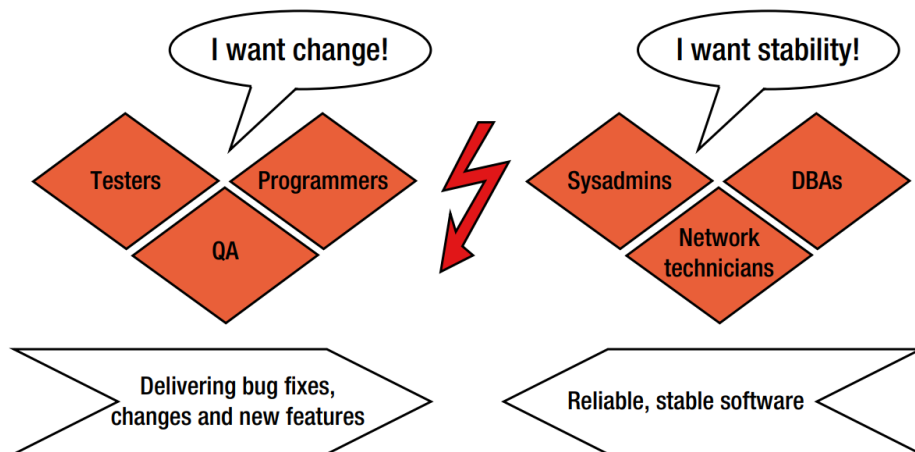 I want change!
I want stability!
Testers
Programmers
QA
Sysadmins
DBAs
Network
technicians
Delivering bug fixes,
changes and new features
Reliable, stable software